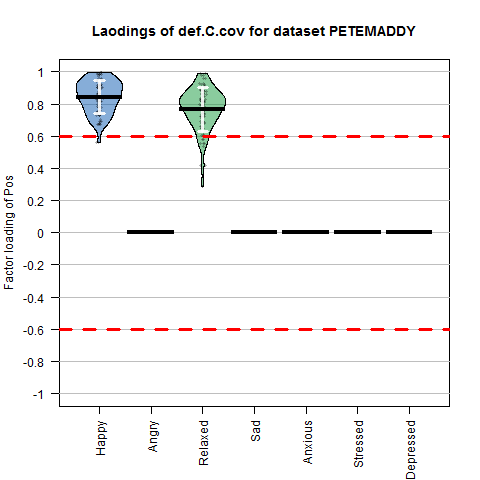 Laodings of def.C.cov for dataset PETEMADDY
Factor loading of Pos
1
0.8
0.6
0.4
0.2
0
-0.2
-0.4
-0.6
-0.8
-1
Happy
Angry
Relaxed
Sad
Anxious
Stressed
Depressed